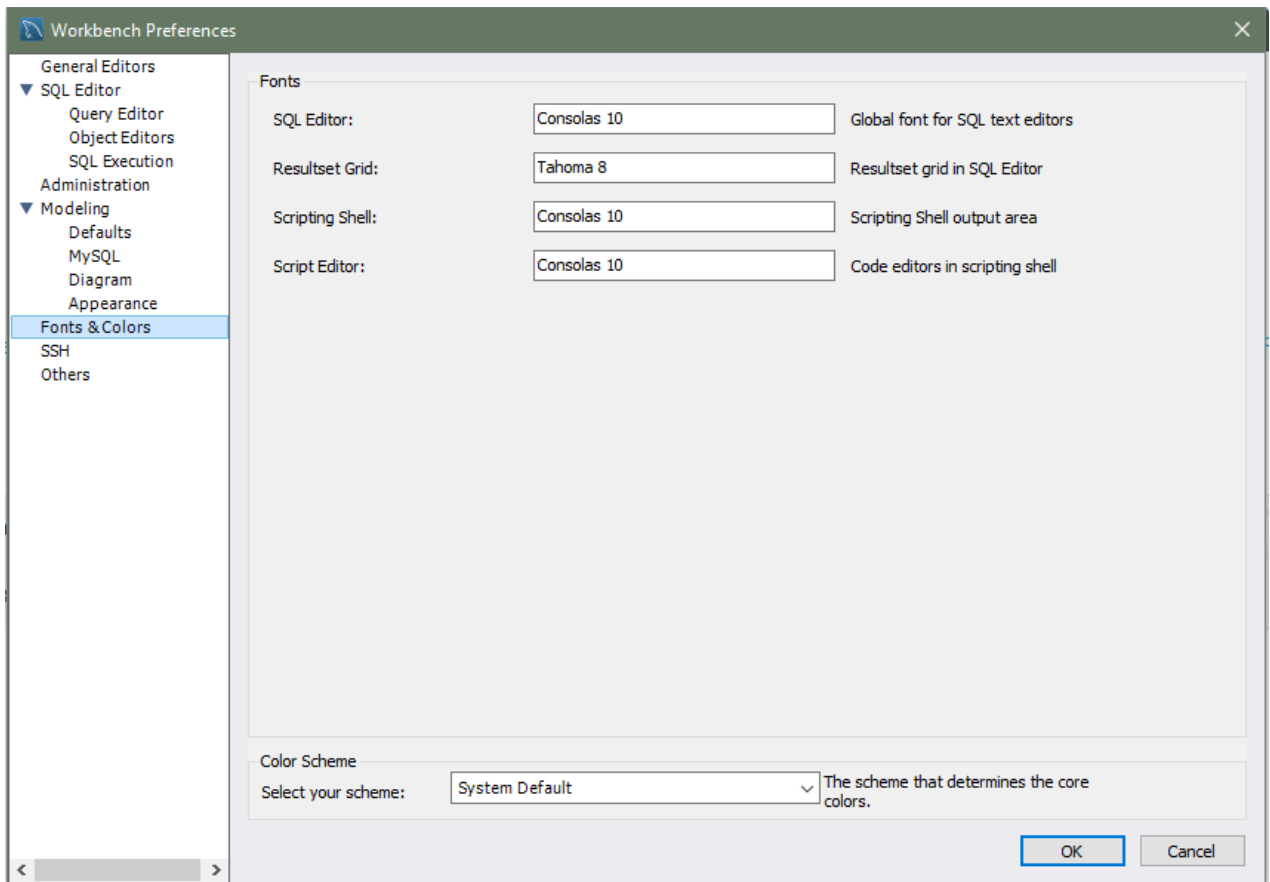 Workbench Preferences
General Editors
SQL Editor
Query Editor
Object Editors
SQL Execution
Administration
Modeling
Defaults
MySQL
Diagram
Appearance
Fonts & Colors
SSH
Others
Fonts
SQL Editor: Consolas 10 Global font for SQL text editors
Resultset Grid: Tahoma 8 Resultset grid in SQL Editor
Scripting Shell: Consolas 10 Scripting Shell output area
Script Editor: Consolas 10 Code editors in scripting shell
Color Scheme
Select your scheme: System Default The scheme that determines the core
colors.
OK Cancel